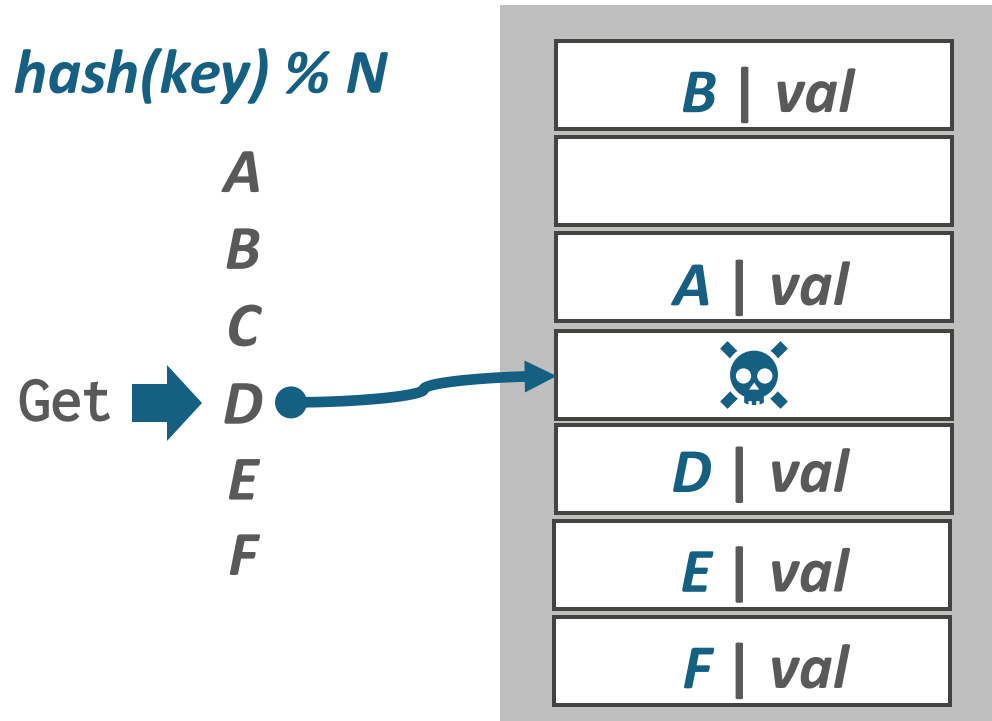 hash(key) % N
A
B
C
Get D
E
F
B | val
A | val
D | val
E | val
F | val